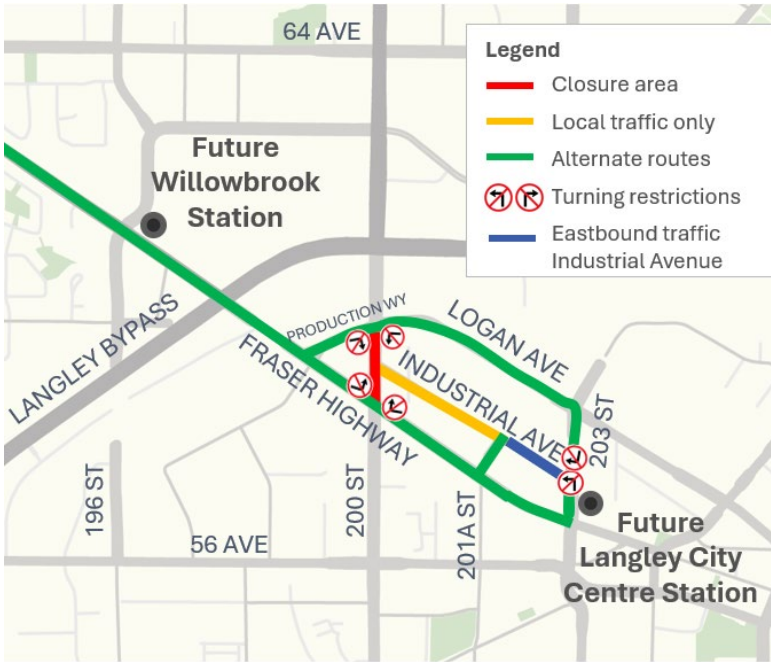 64 AVE
Legend
Closure area
Local traffic only
Alternate routes
Turning restrictions
Eastbound traffic
Industrial Avenue
Future
Willowbrook
Station
LANGLEY BYPASS
PRODUCTION WY
LOGAN AVE
FRASER HIGHWAY
INDUSTRIAL AVE
203 ST
196 ST
200 ST
201A ST
56 AVE
Future
Langley City
Centre Station